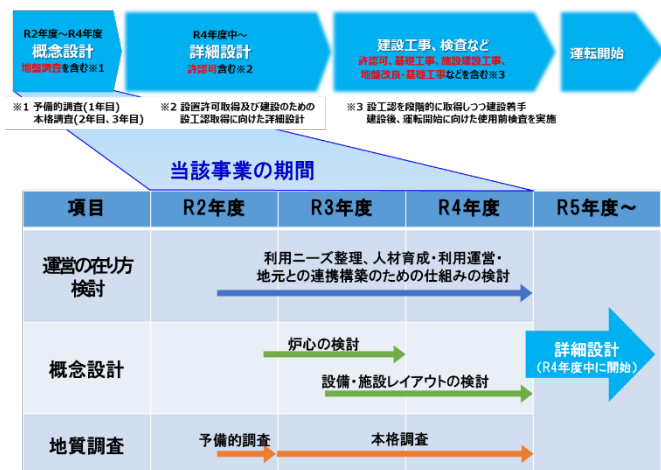 R2年度～R4年度
概念設計
地盤調査を含む※1
R4年度中～
詳細設計
許認可含む※2
建設工事、検査など
許認可、基礎工事、施設建設工事、
地盤改良・基礎工事などを含む※3
運転開始
※1 予備的調査(1年目)
本格調査(2年目、3年目)
※2 設置許可取得及び建設のための
設工認取得に向けた詳細設計
※3 設工認を段階的に取得しつつ建設着手
建設後、運転開始に向けた使用前検査を実施
当該事業の期間
項目 R2年度 R3年度 R4年度 R5年度～
運営の在り方
検討
利用ニーズ整理、人材育成・利用運営・
地元との連携構築のための仕組みの検討
概念設計
炉心の検討
設備・施設レイアウトの検討
詳細設計
(R4年度中に開始)
地質調査
予備的調査
本格調査